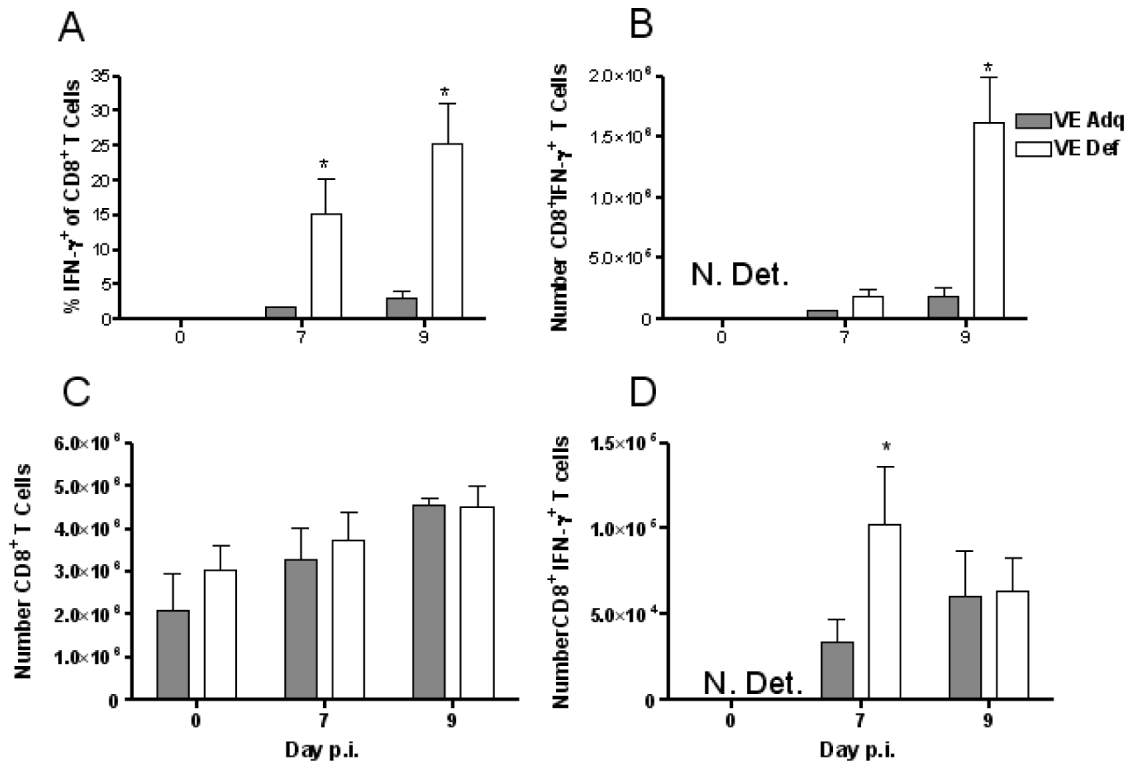 A
% IFN-γ⁺ of CD8⁺ T Cells
35
30
25
20
15
10
5
0
*
*
0
7
9
B
Number CD8⁺IFN-γ⁺ T Cells
2.0×10⁶
1.5×10⁶
1.0×10⁶
5.0×10⁵
0
N. Det.
*
0
7
9
VE Adq
VE Def
C
Number CD8⁺ T Cells
6.0×10⁶
5.0×10⁶
4.0×10⁶
3.0×10⁶
2.0×10⁶
1.0×10⁶
0
0
7
9
Day p.i.
D
NumberCD8⁺ IFN-γ⁺ T cells
1.5×10⁵
1.0×10⁵
5.0×10⁴
0
N. Det.
*
0
7
9
Day p.i.